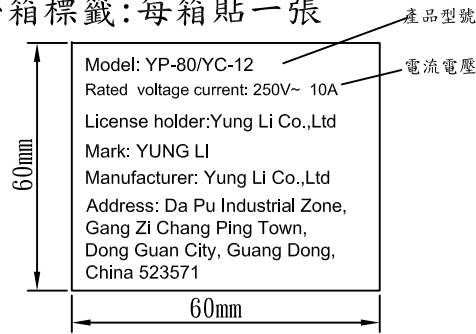 箱標籤:每箱貼一張
產品型號
Model: YP-80/YC-12
電流電壓
Rated voltage current: 250V~ 10A
License holder:Yung Li Co.,Ltd
Mark: YUNG LI
Manufacturer: Yung Li Co.,Ltd
Address: Da Pu Industrial Zone,
Gang Zi Chang Ping Town,
Dong Guan City, Guang Dong,
China 523571
60mm
60mm